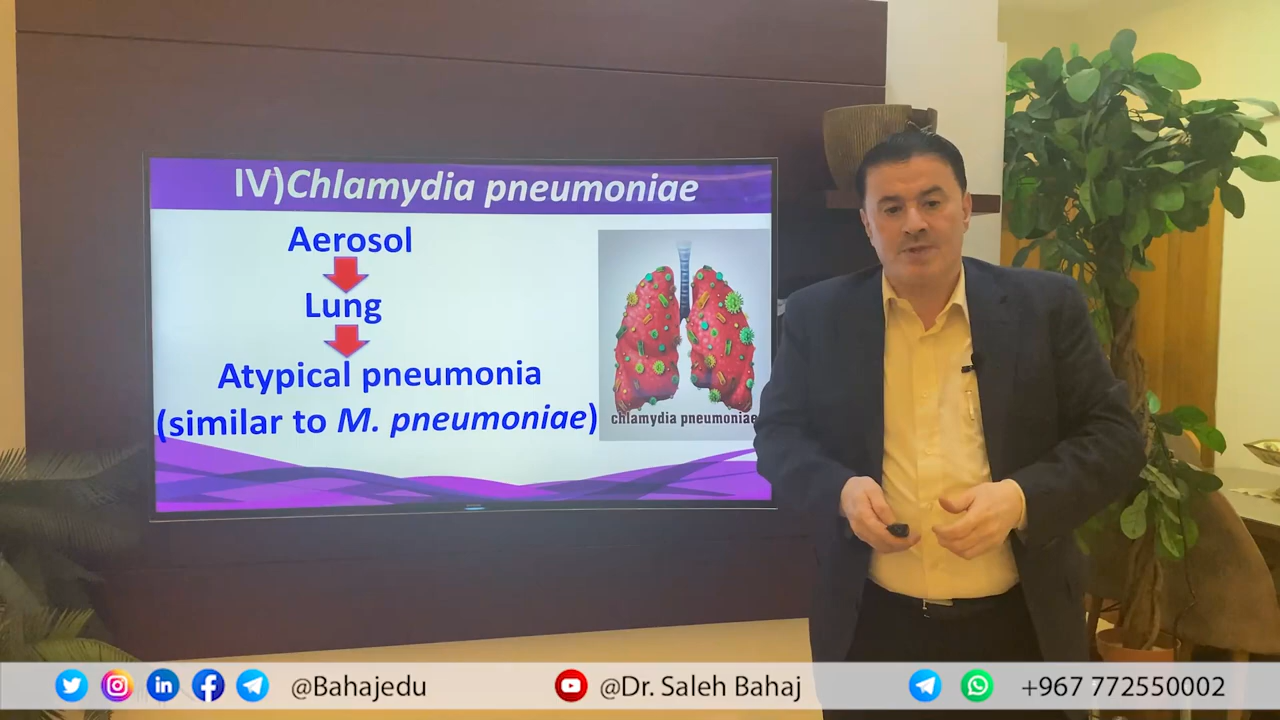 IV)Chlamydia pneumoniae
Aerosol
Lung
Atypical pneumonia
(similar to M. pneumoniae)
chlamydia pneumoniae
@Bahajedu
@Dr. Saleh Bahaj
+967 772550002